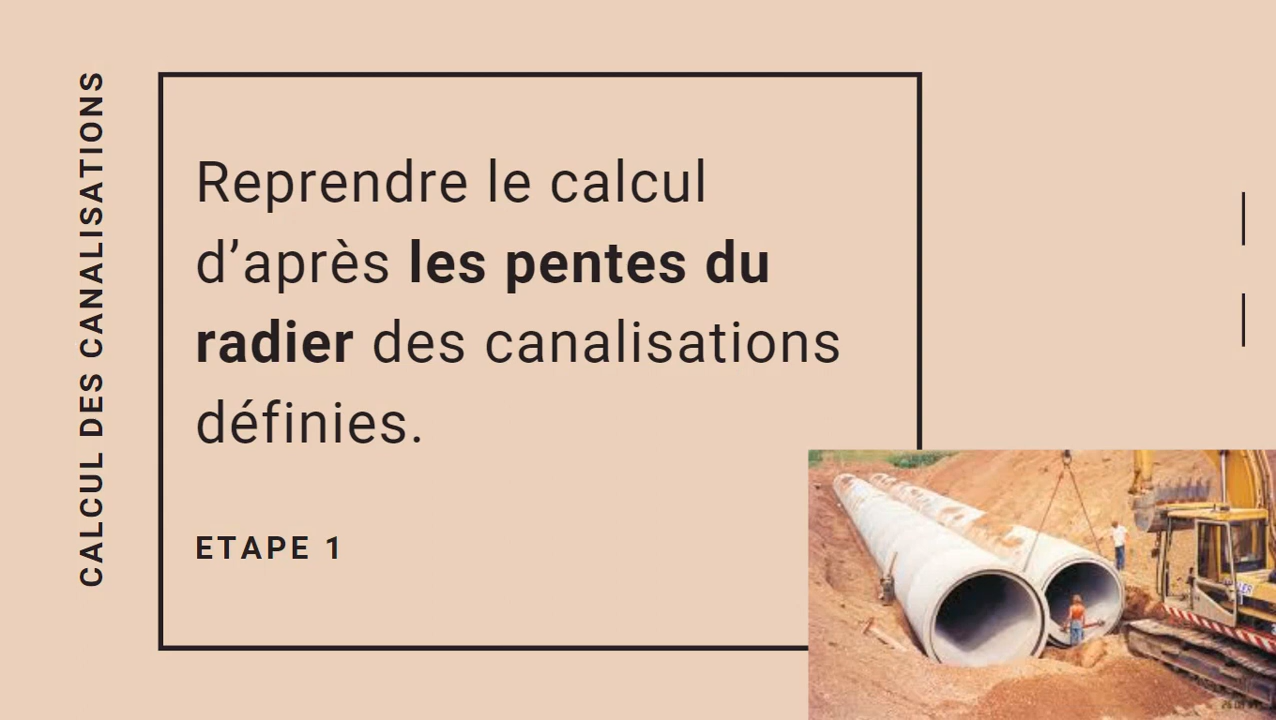 CALCUL DES CANALISATIONS
Reprendre le calcul
d’après les pentes du
radier des canalisations
définies.
ETAPE 1